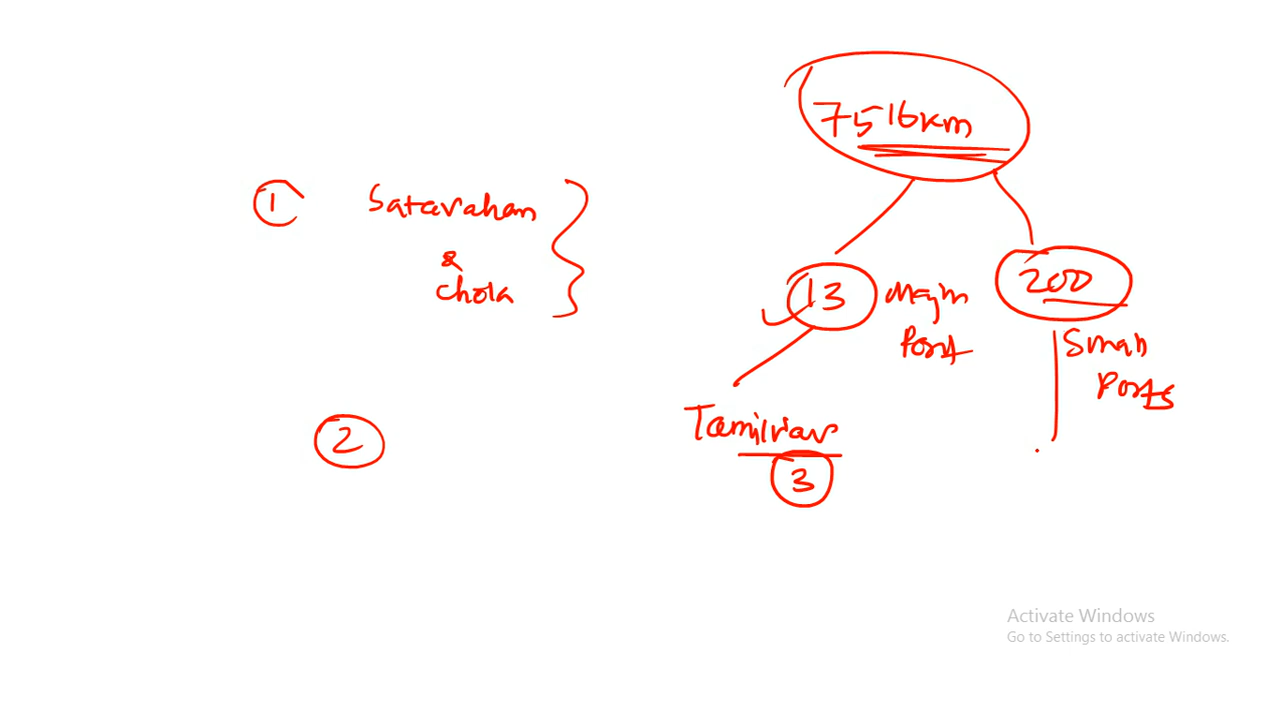 7516km
1 Satavahan
&
chola
13 Major
Port
200
Small
Ports
Tamilnau
3
2
Activate Windows
Go to Settings to activate Windows.